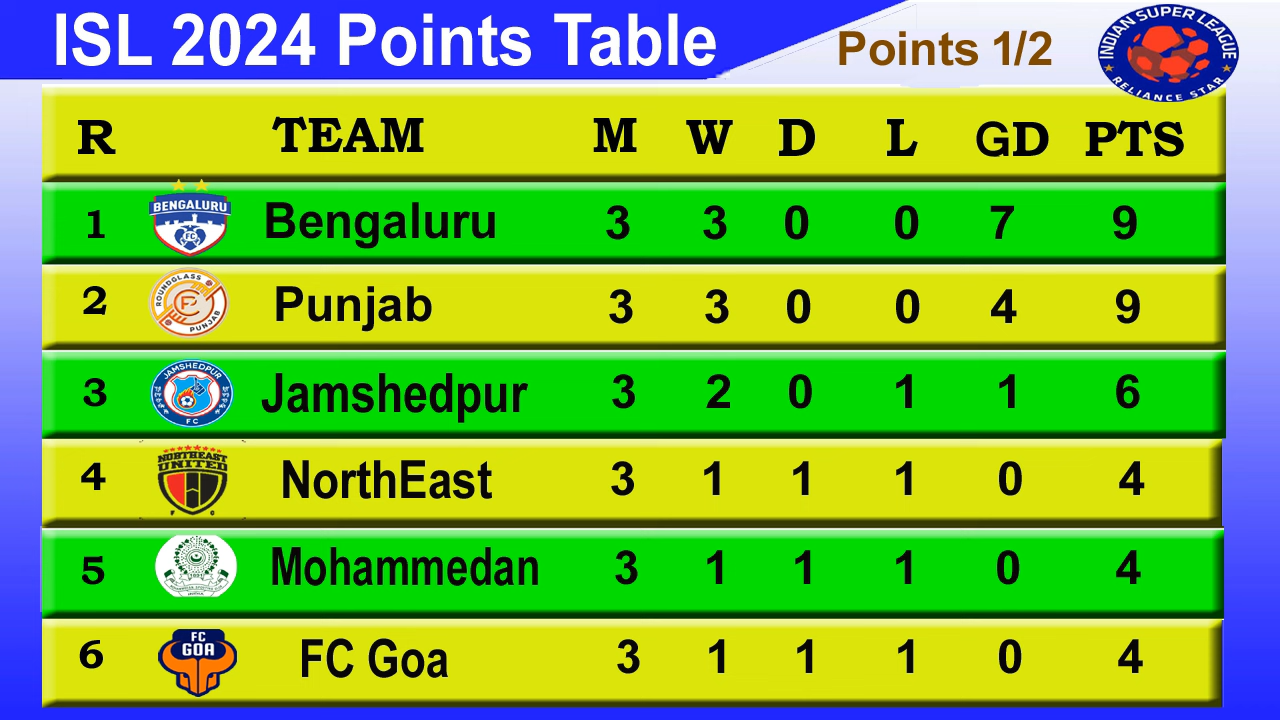 ISL 2024 Points Table
Points 1/2
INDIAN SUPER LEAGUE
RELIANCE STAR
R TEAM M W D L GD PTS
1 BENGALURU FC Bengaluru 3 3 0 0 7 9
2 ROUNDGLASS PUNJAB FC Punjab 3 3 0 0 4 9
3 JAMSHEDPUR FC Jamshedpur 3 2 0 1 1 6
4 NORTHEAST UNITED F C NorthEast 3 1 1 1 0 4
5 Mohammedan 3 1 1 1 0 4
6 FC GOA FC Goa 3 1 1 1 0 4